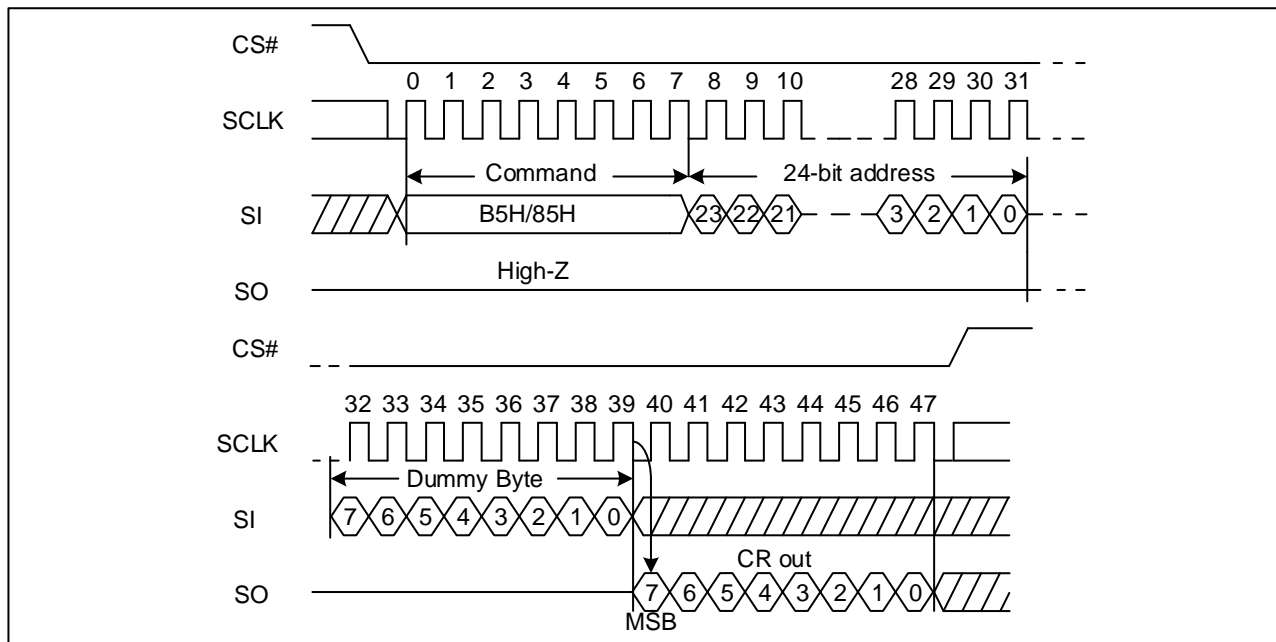 CS#
0 1 2 3 4 5 6 7 8 9 10 28 29 30 31
SCLK
Command 24-bit address
SI B5H/85H 23 22 21 3 2 1 0
High-Z
SO
CS#
32 33 34 35 36 37 38 39 40 41 42 43 44 45 46 47
SCLK
Dummy Byte
SI 7 6 5 4 3 2 1 0
CR out
SO 7 6 5 4 3 2 1 0
MSB